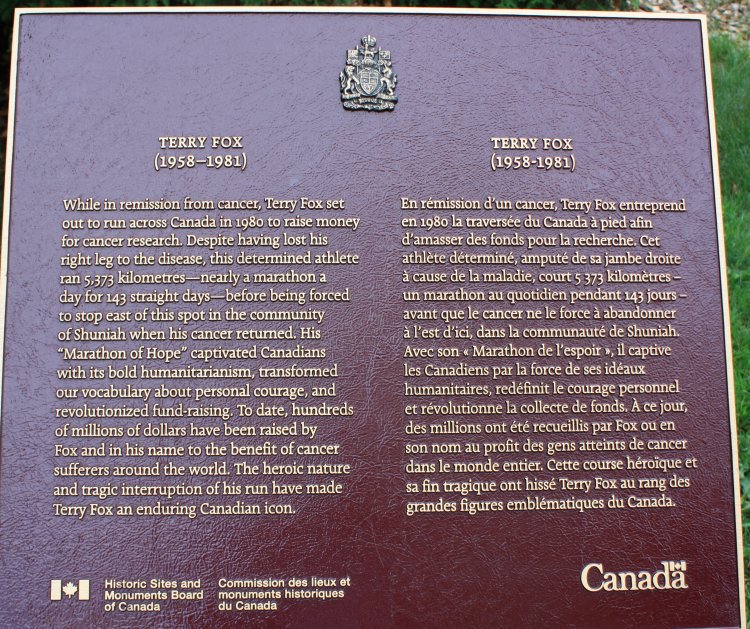 TERRY FOX
(1958–1981)
While in remission from cancer, Terry Fox set
out to run across Canada in 1980 to raise money
for cancer research. Despite having lost his
right leg to the disease, this determined athlete
ran 5,373 kilometres—nearly a marathon a
day for 143 straight days—before being forced
to stop east of this spot in the community
of Shuniah when his cancer returned. His
“Marathon of Hope” captivated Canadians
with its bold humanitarianism, transformed
our vocabulary about personal courage, and
revolutionized fund-raising. To date, hundreds
of millions of dollars have been raised by
Fox and in his name to the benefit of cancer
sufferers around the world. The heroic nature
and tragic interruption of his run have made
Terry Fox an enduring Canadian icon.
TERRY FOX
(1958-1981)
En rémission d’un cancer, Terry Fox entreprend
en 1980 la traversée du Canada à pied afin
d’amasser des fonds pour la recherche. Cet
athlète déterminé, amputé de sa jambe droite
à cause de la maladie, court 5 373 kilomètres –
un marathon au quotidien pendant 143 jours –
avant que le cancer ne le force à abandonner
à l’est d’ici, dans la communauté de Shuniah.
Avec son « Marathon de l’espoir », il captive
les Canadiens par la force de ses idéaux
humanitaires, redéfinit le courage personnel
et révolutionne la collecte de fonds. À ce jour,
des millions ont été recueillis par Fox ou en
son nom au profit des gens atteints de cancer
dans le monde entier. Cette course héroïque et
sa fin tragique ont hissé Terry Fox au rang des
grandes figures emblématiques du Canada.
Historic Sites and
Monuments Board
of Canada
Commission des lieux et
monuments historiques
du Canada
Canada